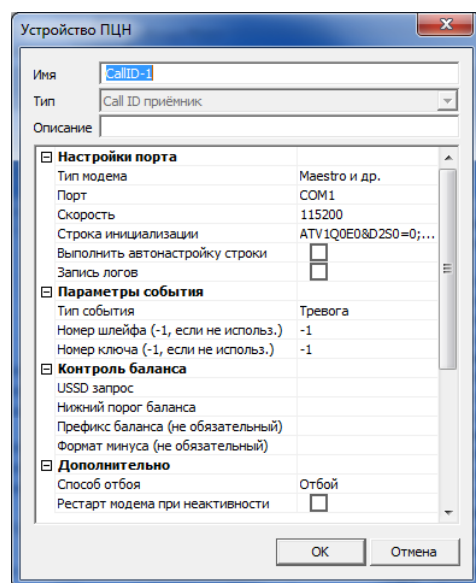 Устройство ПЦН
Имя CallID-1
Тип Call ID приёмник
Описание
Настройки порта
Тип модема Maestro и др.
Порт COM1
Скорость 115200
Строка инициализации ATV1Q0E0&D2S0=0;...
Выполнить автонастройку строки
Запись логов
Параметры события
Тип события Тревога
Номер шлейфа (-1, если не использ.) -1
Номер ключа (-1, если не использ.) -1
Контроль баланса
USSD запрос
Нижний порог баланса
Префикс баланса (не обязательный)
Формат минуса (не обязательный)
Дополнительно
Способ отбоя Отбой
Рестарт модема при неактивности
ОК Отмена